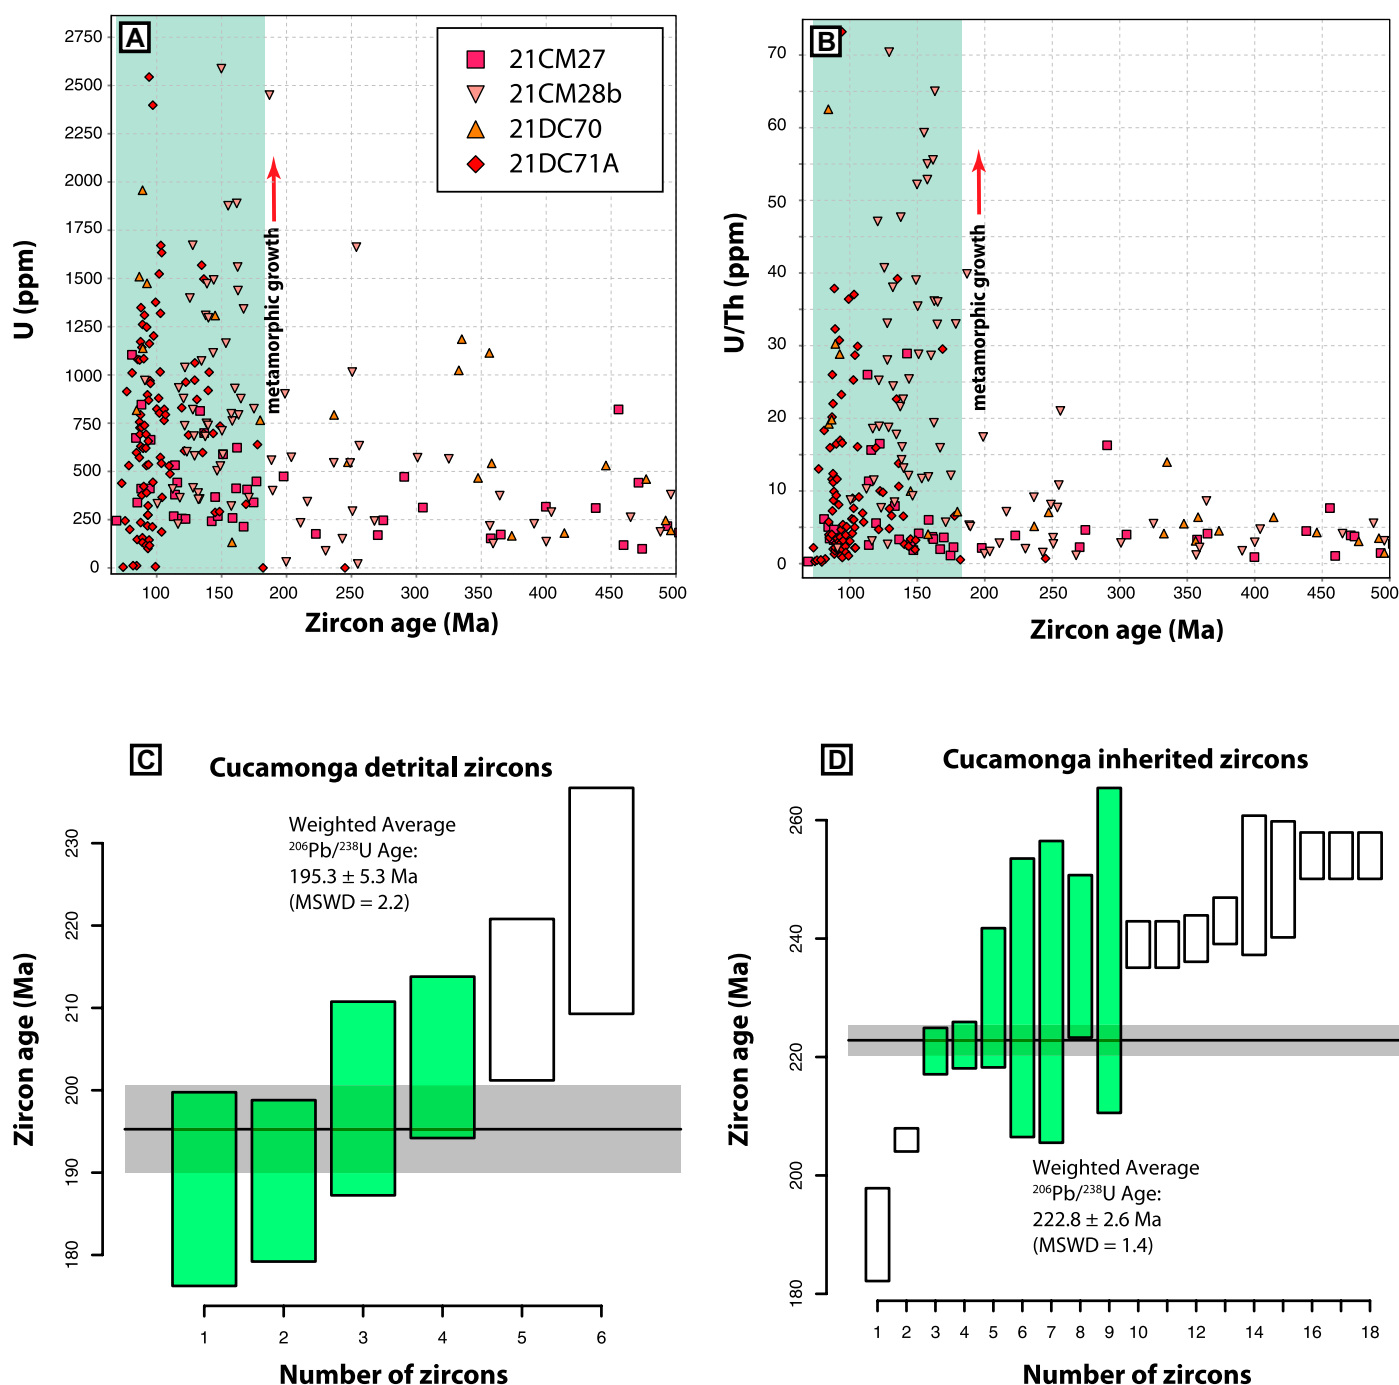 A
2750
2500
2250
2000
1750
1500
1250
1000
750
500
250
0
U (ppm)
21CM27
21CM28b
21DC70
21DC71A
metamorphic growth
100 150 200 250 300 350 400 450 500
Zircon age (Ma)
B
70
60
50
40
30
20
10
0
U/Th (ppm)
metamorphic growth
100 150 200 250 300 350 400 450 500
Zircon age (Ma)
C
Cucamonga detrital zircons
Weighted Average
²⁰⁶Pb/²³⁸U Age:
195.3 ± 5.3 Ma
(MSWD = 2.2)
230
220
210
200
190
180
Zircon age (Ma)
1 2 3 4 5 6
Number of zircons
D
Cucamonga inherited zircons
260
240
220
200
180
Zircon age (Ma)
Weighted Average
²⁰⁶Pb/²³⁸U Age:
222.8 ± 2.6 Ma
(MSWD = 1.4)
1 2 3 4 5 6 7 8 9 10 12 14 16 18
Number of zircons